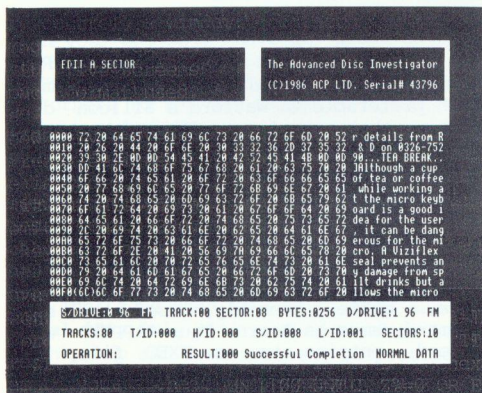 EDIT A SECTOR
The Advanced Disc Investigator
(C)1986 ACP LTD. Serial# 43796
0000 72 20 64 65 74 61 69 6C 73 20 66 72 6F 6D 20 52 r details from R
0010 20 26 20 44 20 6F 6E 20 30 33 32 36 2D 37 35 32  & D on 0326-752
0020 39 30 2E 0D 0D 54 45 41 20 42 52 45 41 4B 0D 0D 90...TEA BREAK..
0030 DD 41 6C 74 68 6F 75 67 68 20 61 20 63 75 70 20 ]Although a cup
0040 6F 66 20 74 65 61 20 6F 72 20 63 6F 66 66 65 65 of tea or coffee
0050 20 77 68 69 6C 65 20 77 6F 72 6B 69 6E 67 20 61  while working a
0060 74 20 74 68 65 20 6D 69 63 72 6F 20 6B 65 79 62 t the micro keyb
0070 6F 61 72 64 20 69 73 20 61 20 67 6F 6F 64 20 69 oard is a good i
0080 64 65 61 20 66 6F 72 20 74 68 65 20 75 73 65 72 dea for the user
0090 2C 20 69 74 20 63 61 6E 20 62 65 20 64 61 6E 67 , it can be dang
00A0 65 72 6F 75 73 20 66 6F 72 20 74 68 65 20 6D 69 erous for the mi
00B0 63 72 6F 2E 20 41 20 56 69 7A 69 66 6C 65 78 20 cro. A Viziflex
00C0 73 65 61 6C 20 70 72 65 76 65 6E 74 73 20 61 6E seal prevents an
00D0 79 20 64 61 6D 61 67 65 20 66 72 6F 6D 20 73 70 y damage from sp
00E0 69 6C 74 20 64 72 69 6E 6B 73 20 62 75 74 20 61 ilt drinks but a
00F0(6C)6C 6F 77 73 20 74 68 65 20 6D 69 63 72 6F 20 llows the micro
S/DRIVE:0 96 FM TRACK:00 SECTOR:08 BYTES:0256 D/DRIVE:1 96 FM
TRACKS:80 T/ID:000 H/ID:000 S/ID:008 L/ID:001 SECTORS:10
OPERATION: RESULT:000 Successful Completion NORMAL DATA